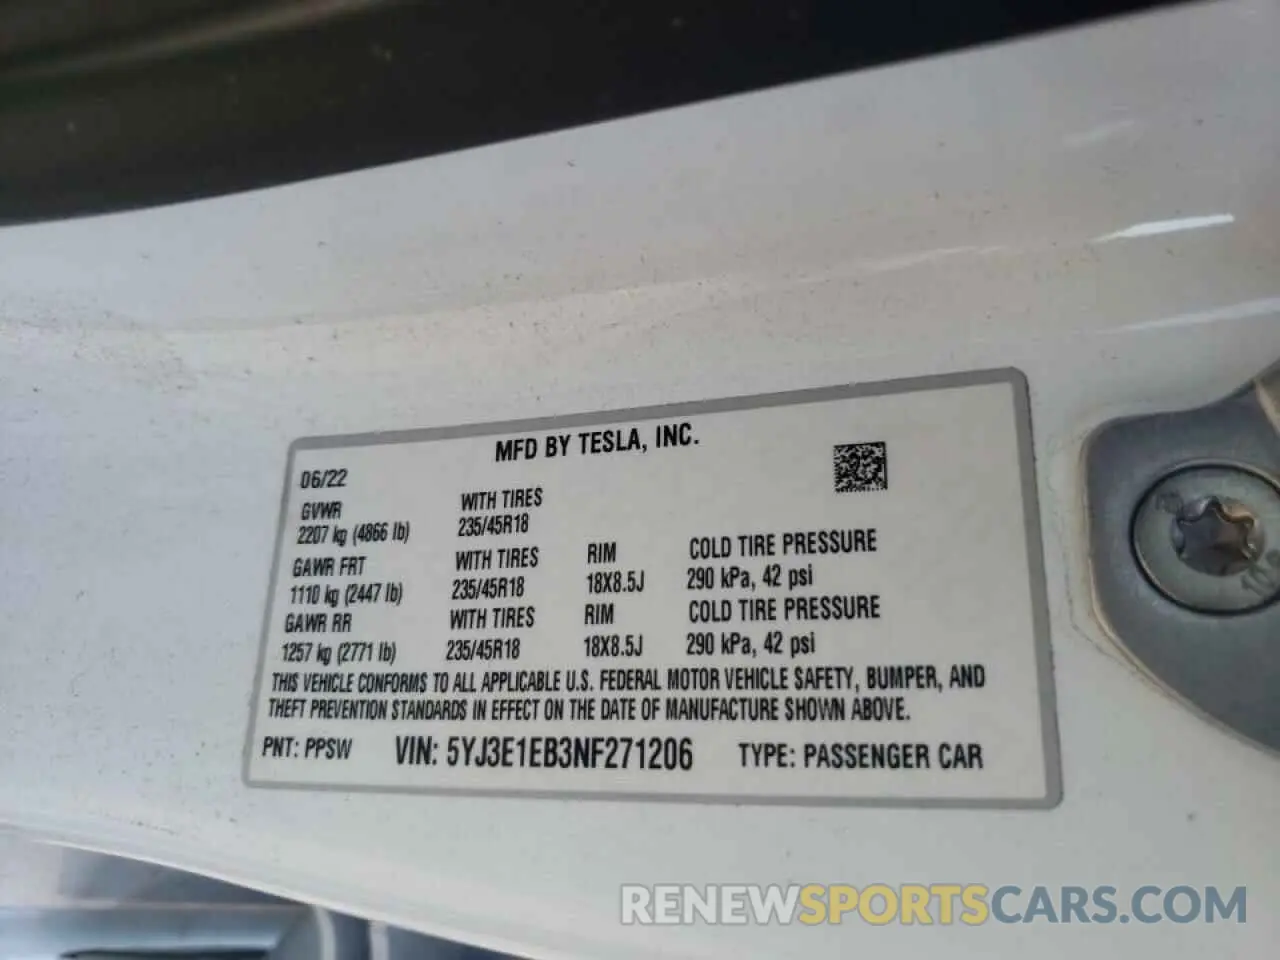 MFD BY TESLA, INC.
06/22
GVWR WITH TIRES
2207 kg (4866 lb) 235/45R18
GAWR FRT WITH TIRES RIM COLD TIRE PRESSURE
1110 kg (2447 lb) 235/45R18 18X8.5J 290 kPa, 42 psi
GAWR RR WITH TIRES RIM COLD TIRE PRESSURE
1257 kg (2771 lb) 235/45R18 18X8.5J 290 kPa, 42 psi
THIS VEHICLE CONFORMS TO ALL APPLICABLE U.S. FEDERAL MOTOR VEHICLE SAFETY, BUMPER, AND
THEFT PREVENTION STANDARDS IN EFFECT ON THE DATE OF MANUFACTURE SHOWN ABOVE.
PNT: PPSW VIN: 5YJ3E1EB3NF271206 TYPE: PASSENGER CAR
RENEWSPORTSCARS.COM